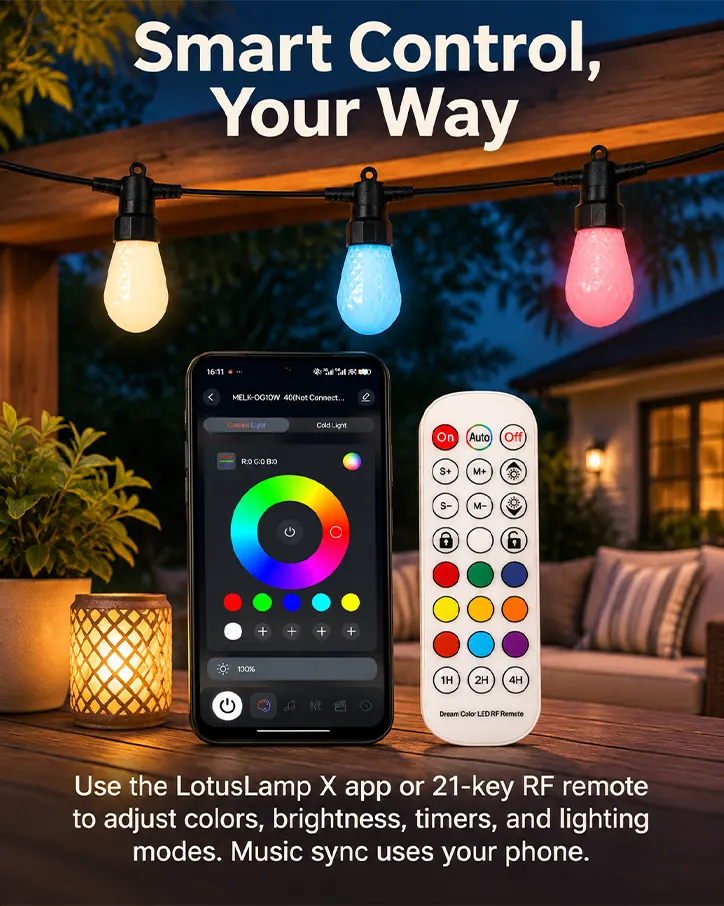 Smart Control,
Your Way
16:11
MELK-OG10W 40(Not Connect...
Colored Light Cold Light
R:0 G:0 B:0
100%
On Auto Off
S+ M+
S- M-
1H 2H 4H
Dream Color LED RF Remote
Use the LotusLamp X app or 21-key RF remote
to adjust colors, brightness, timers, and lighting
modes. Music sync uses your phone.